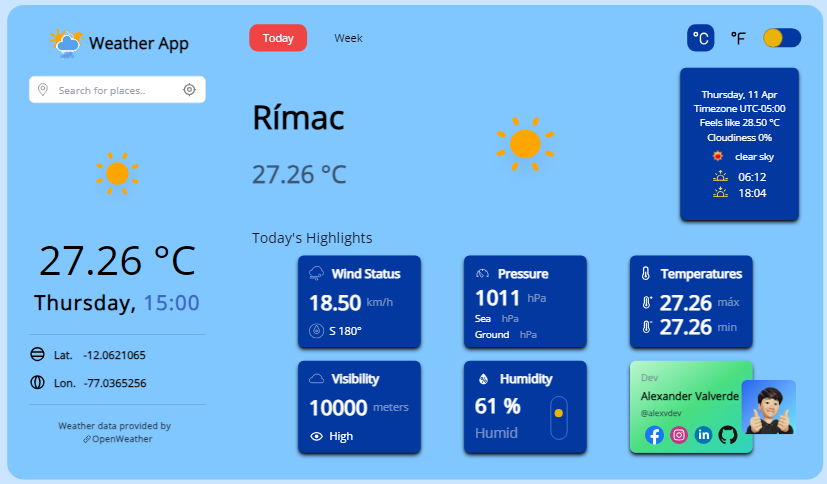 Weather App
Search for places..
27.26 °C
Thursday, 15:00
Lat. -12.0621065
Lon. -77.0365256
Weather data provided by
OpenWeather
Today Week
°C °F
Rímac
27.26 °C
Thursday, 11 Apr
Timezone UTC-05:00
Feels like 28.50 °C
Cloudiness 0%
clear sky
06:12
18:04
Today's Highlights
Wind Status
18.50 km/h
S 180°
Pressure
1011 hPa
Sea hPa
Ground hPa
Temperatures
27.26 máx
27.26 min
Visibility
10000 meters
High
Humidity
61 %
Humid
Dev
Alexander Valverde
@alexvdev